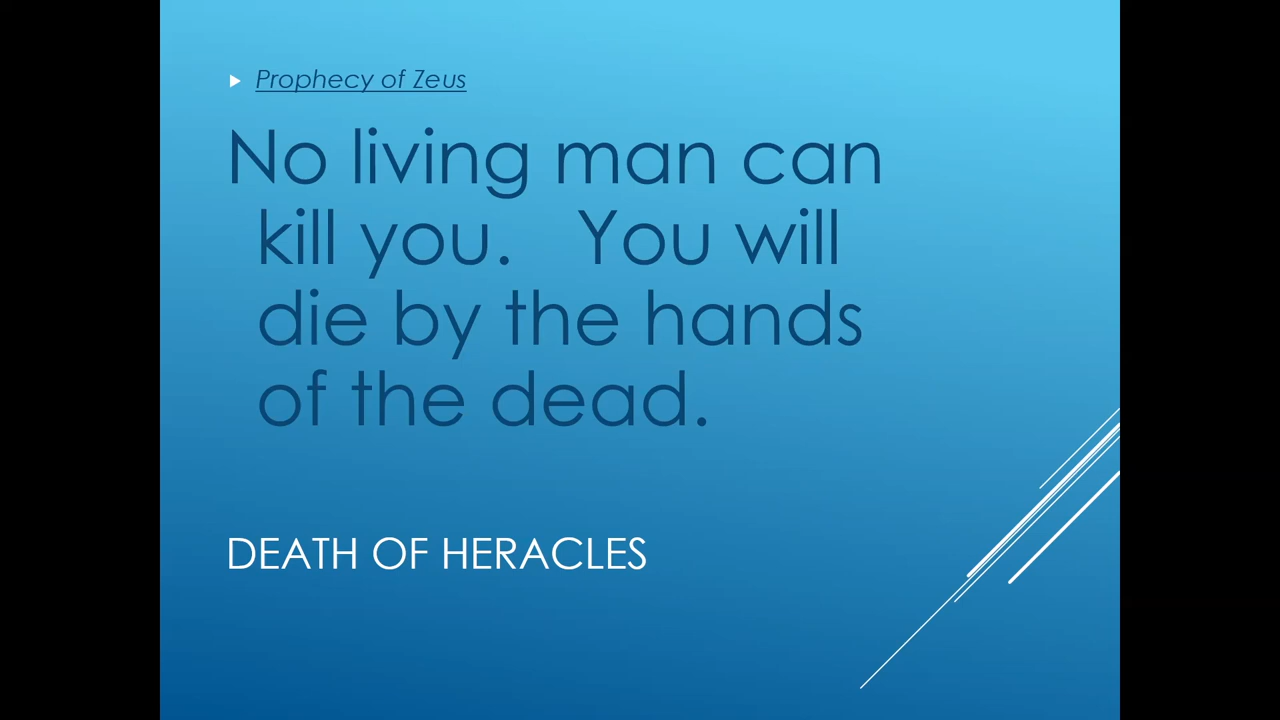 Prophecy of Zeus
No living man can
kill you.   You will
die by the hands
of the dead.
DEATH OF HERACLES